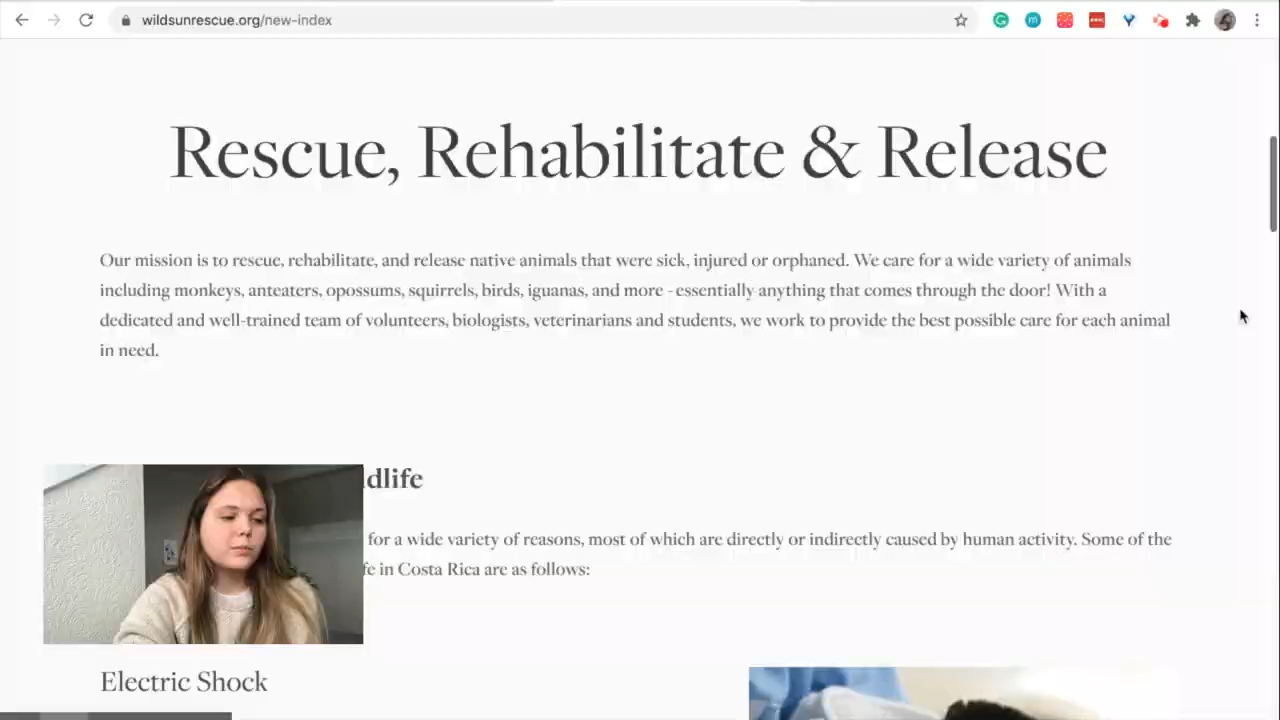 wildsunrescue.org/new-index
Rescue, Rehabilitate & Release
Our mission is to rescue, rehabilitate, and release native animals that were sick, injured or orphaned. We care for a wide variety of animals
including monkeys, anteaters, opossums, squirrels, birds, iguanas, and more - essentially anything that comes through the door! With a
dedicated and well-trained team of volunteers, biologists, veterinarians and students, we work to provide the best possible care for each animal
in need.
dlife
for a wide variety of reasons, most of which are directly or indirectly caused by human activity. Some of the
fe in Costa Rica are as follows:
Electric Shock